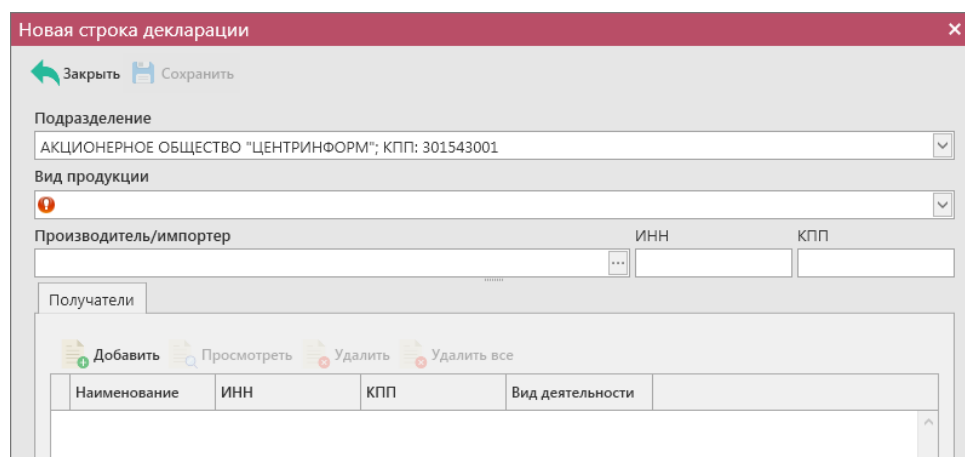 Новая строка декларации
Закрыть Сохранить
Подразделение
АКЦИОНЕРНОЕ ОБЩЕСТВО "ЦЕНТРИНФОРМ"; КПП: 301543001
Вид продукции
Производитель/импортер ИНН КПП
Получатели
Добавить Просмотреть Удалить Удалить все
Наименование ИНН КПП Вид деятельности